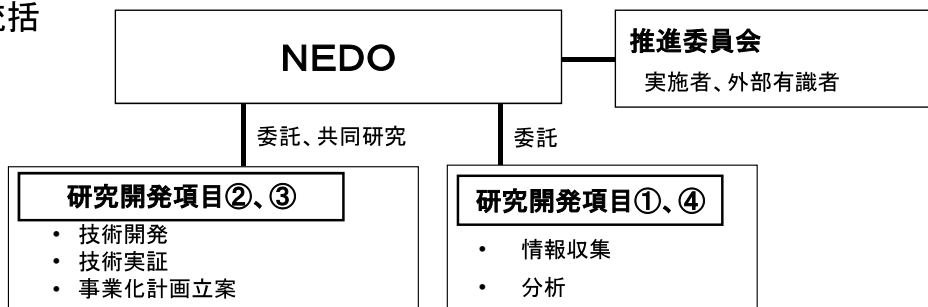 括
NEDO
推進委員会
実施者、外部有識者
委託、共同研究
委託
研究開発項目②、③
・ 技術開発
・ 技術実証
・ 事業化計画立案
研究開発項目①、④
・ 情報収集
・ 分析